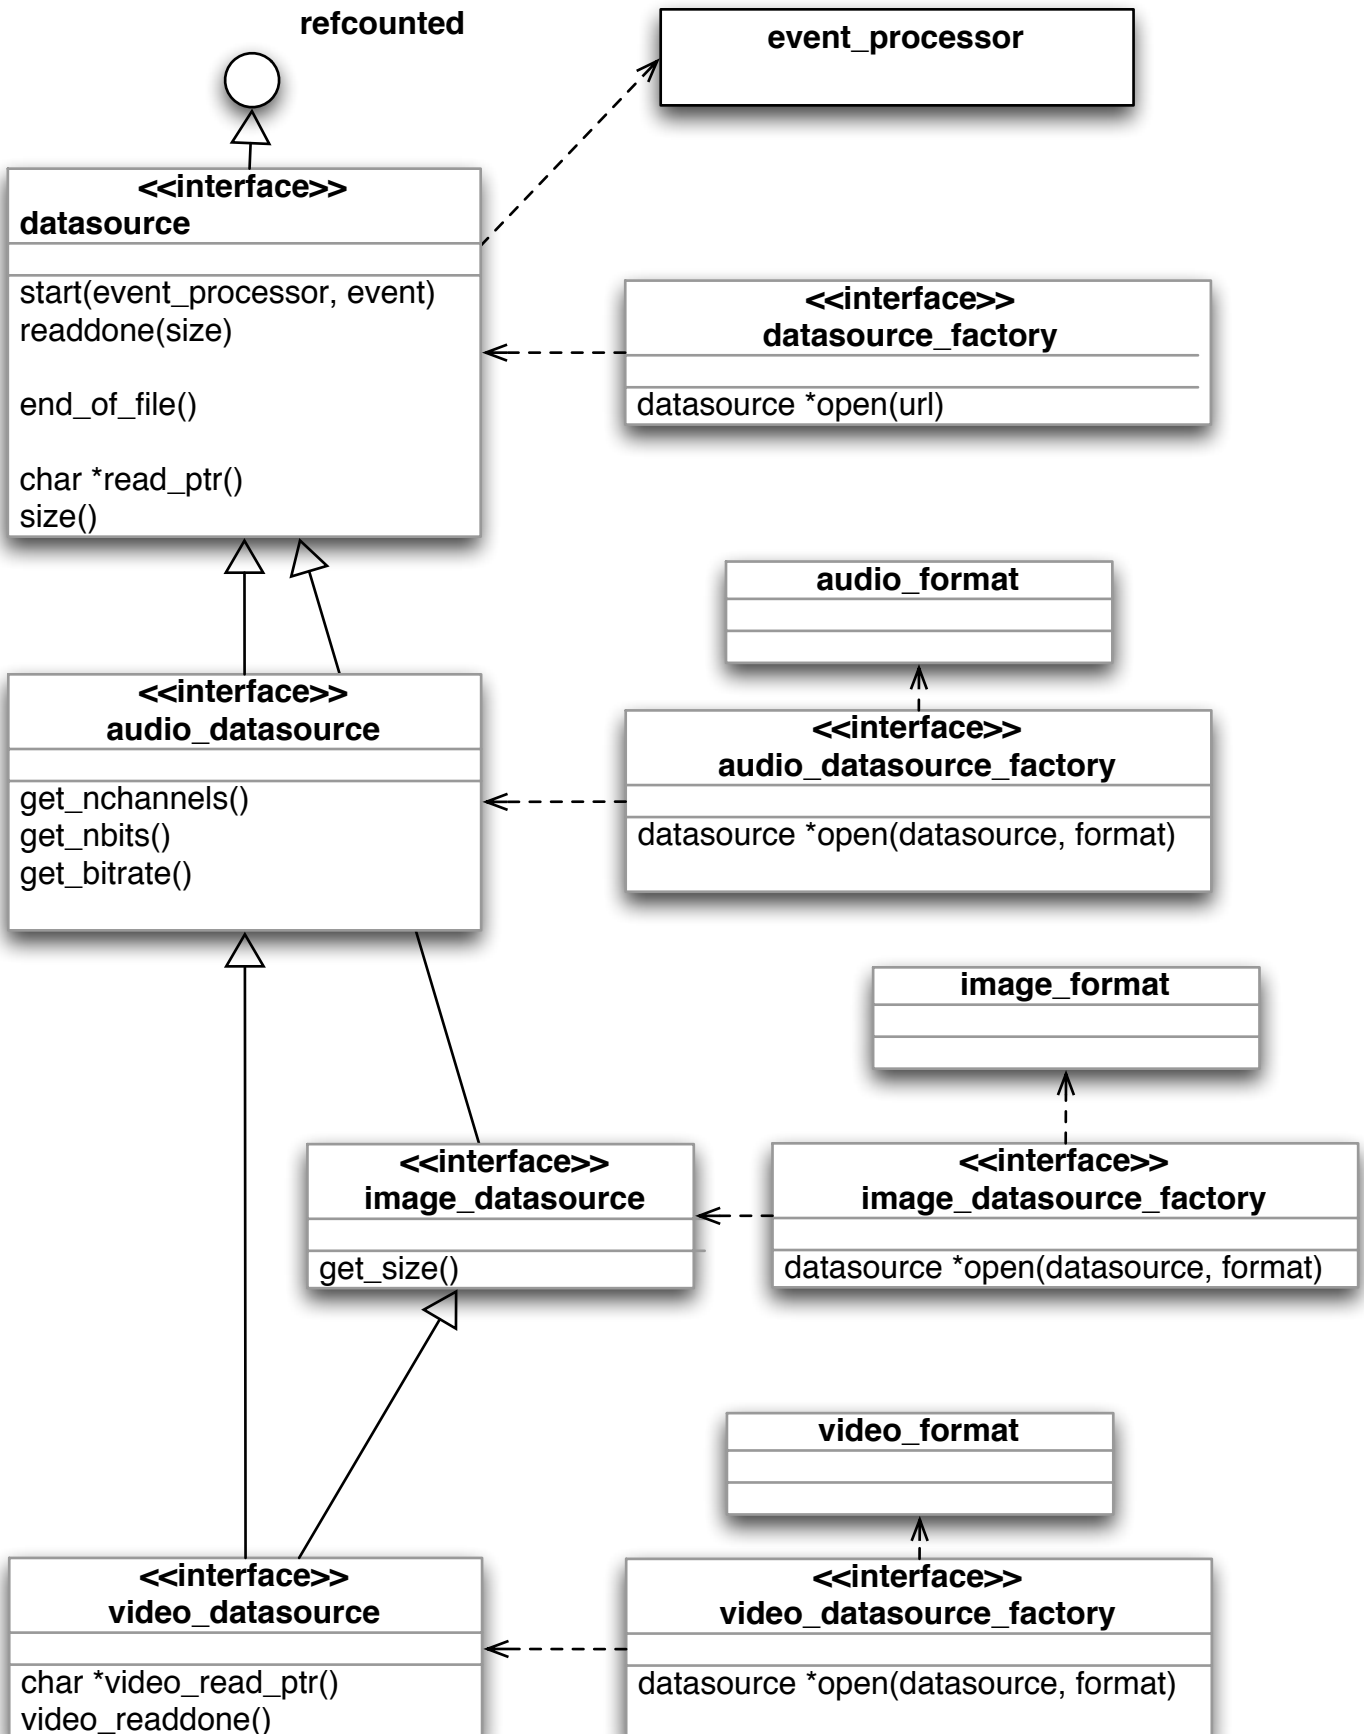 refcounted
event_processor
<<interface>>
datasource
start(event_processor, event)
readdone(size)
end_of_file()
char *read_ptr()
size()
<<interface>>
datasource_factory
datasource *open(url)
audio_format
<<interface>>
audio_datasource
get_nchannels()
get_nbits()
get_bitrate()
<<interface>>
audio_datasource_factory
datasource *open(datasource, format)
image_format
<<interface>>
image_datasource
get_size()
<<interface>>
image_datasource_factory
datasource *open(datasource, format)
video_format
<<interface>>
video_datasource
char *video_read_ptr()
video_readdone()
<<interface>>
video_datasource_factory
datasource *open(datasource, format)